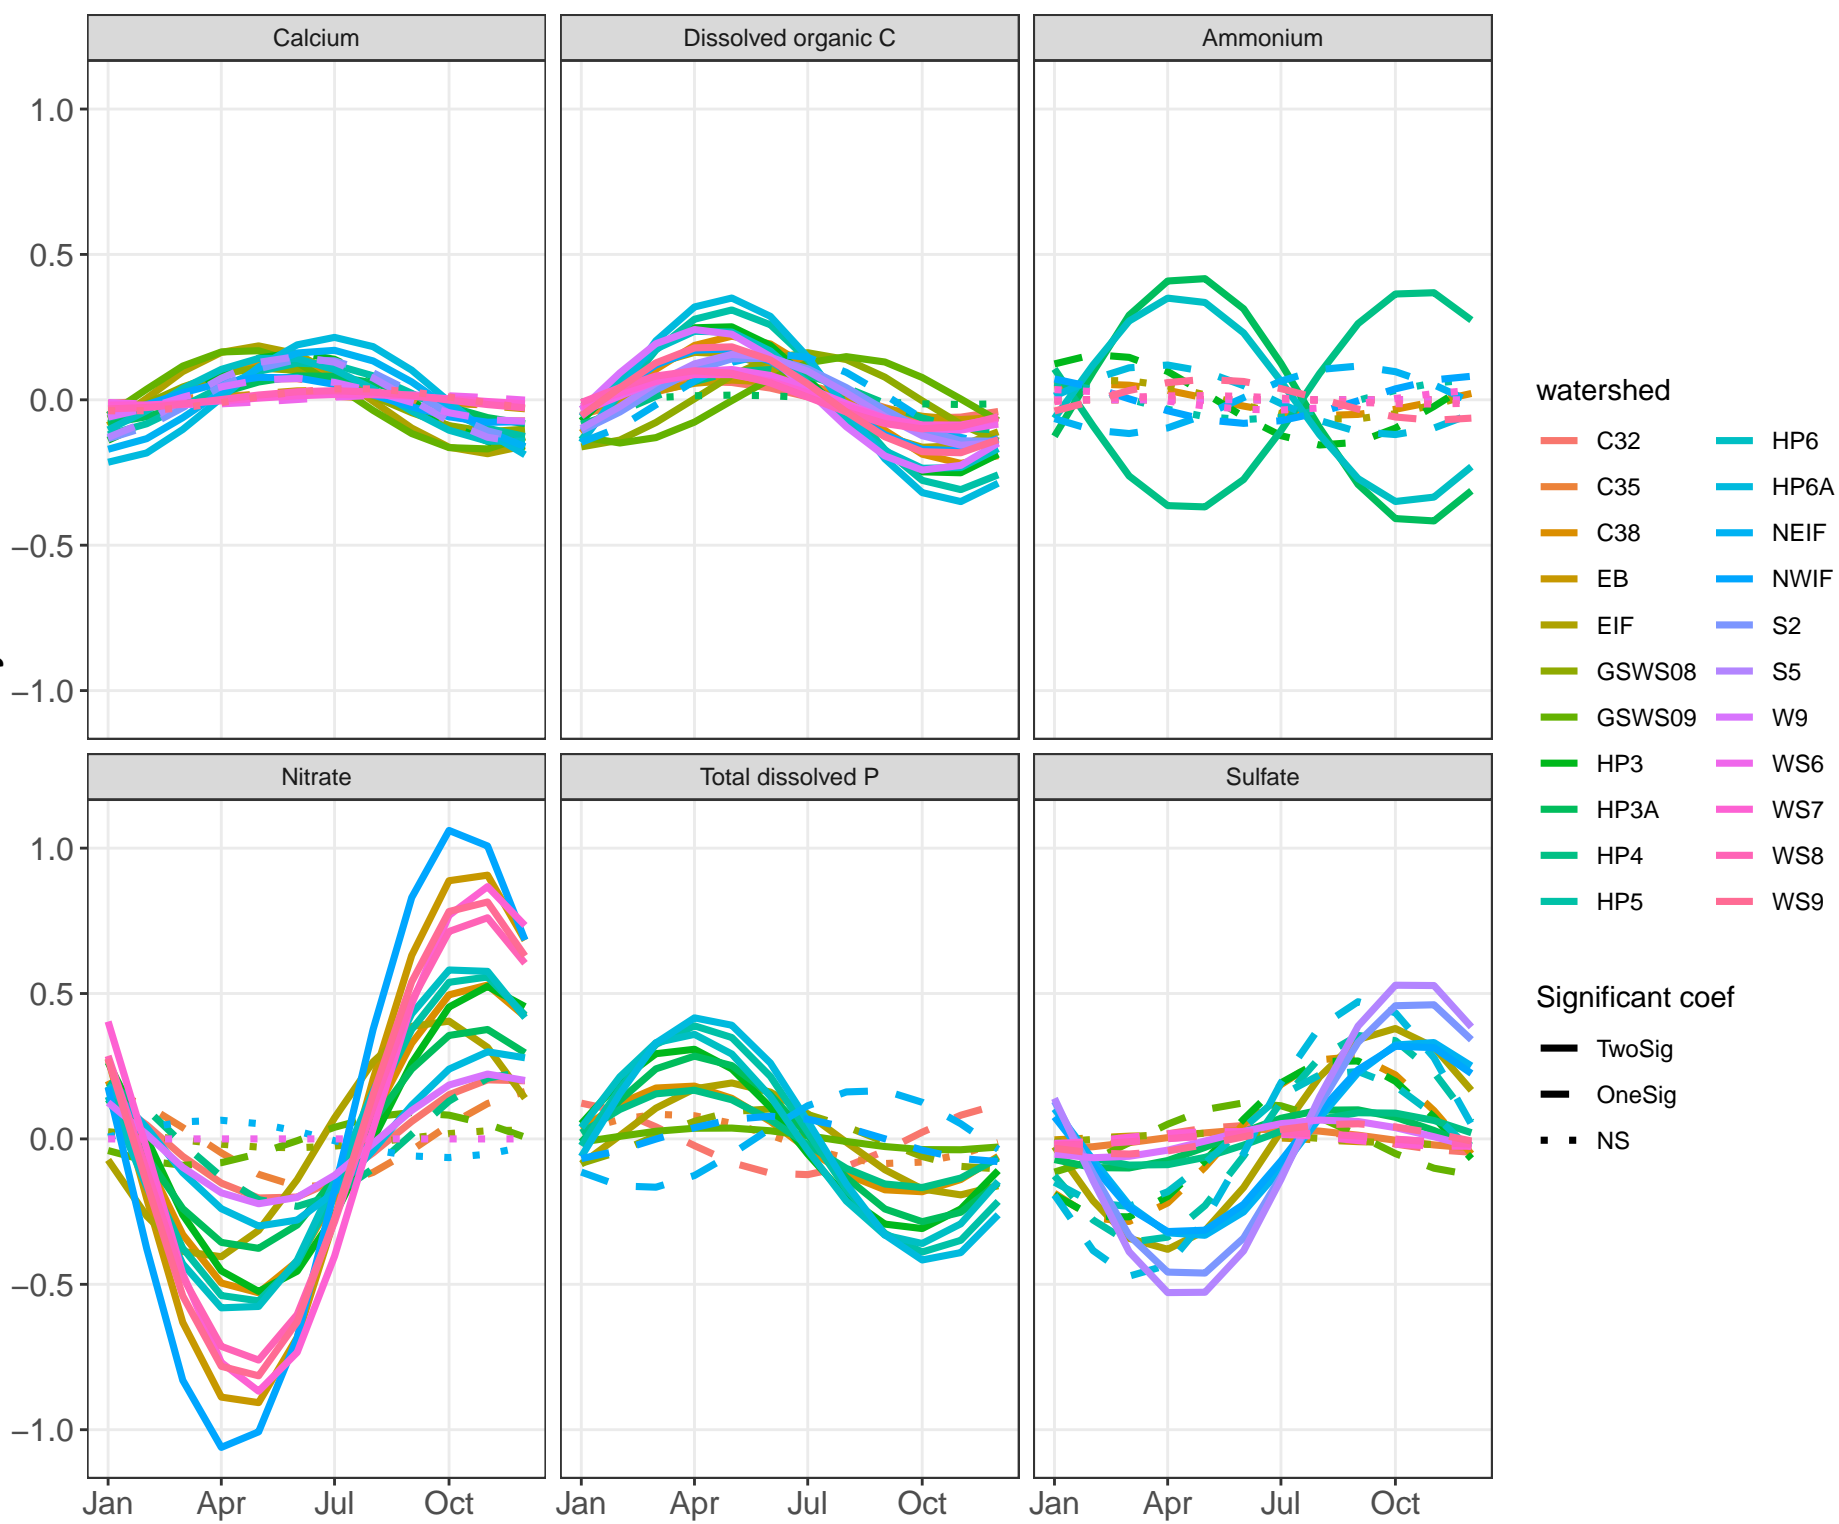 Calcium
Dissolved organic C
Ammonium
1.0
0.5
0.0
−0.5
−1.0
Nitrate
Total dissolved P
Sulfate
1.0
0.5
0.0
−0.5
−1.0
Jan Apr Jul Oct
Jan Apr Jul Oct
Jan Apr Jul Oct
watershed
C32
C35
C38
EB
EIF
GSWS08
GSWS09
HP3
HP3A
HP4
HP5
HP6
HP6A
NEIF
NWIF
S2
S5
W9
WS6
WS7
WS8
WS9
Significant coef
TwoSig
OneSig
NS